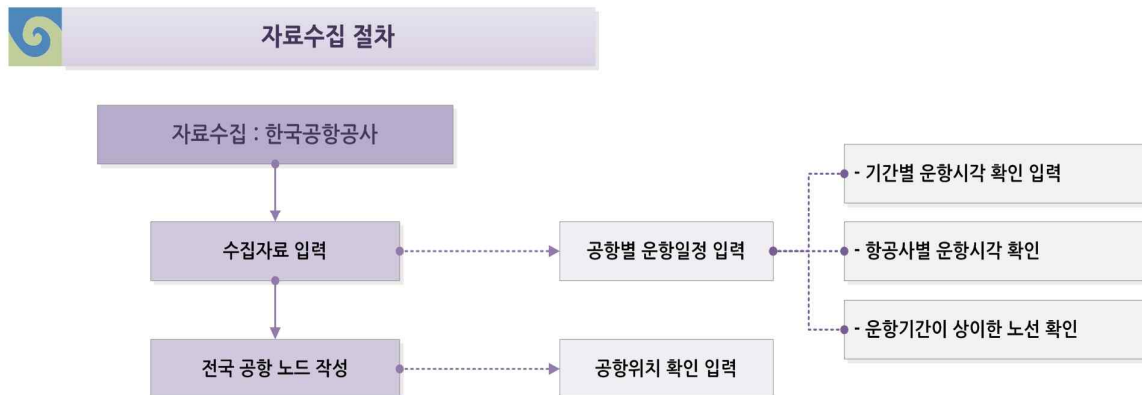 자료수집 절차
자료수집 : 한국공항공사
수집자료 입력
공항별 운항일정 입력
- 기간별 운항시각 확인 입력
- 항공사별 운항시각 확인
- 운항기간이 상이한 노선 확인
전국 공항 노드 작성
공항위치 확인 입력